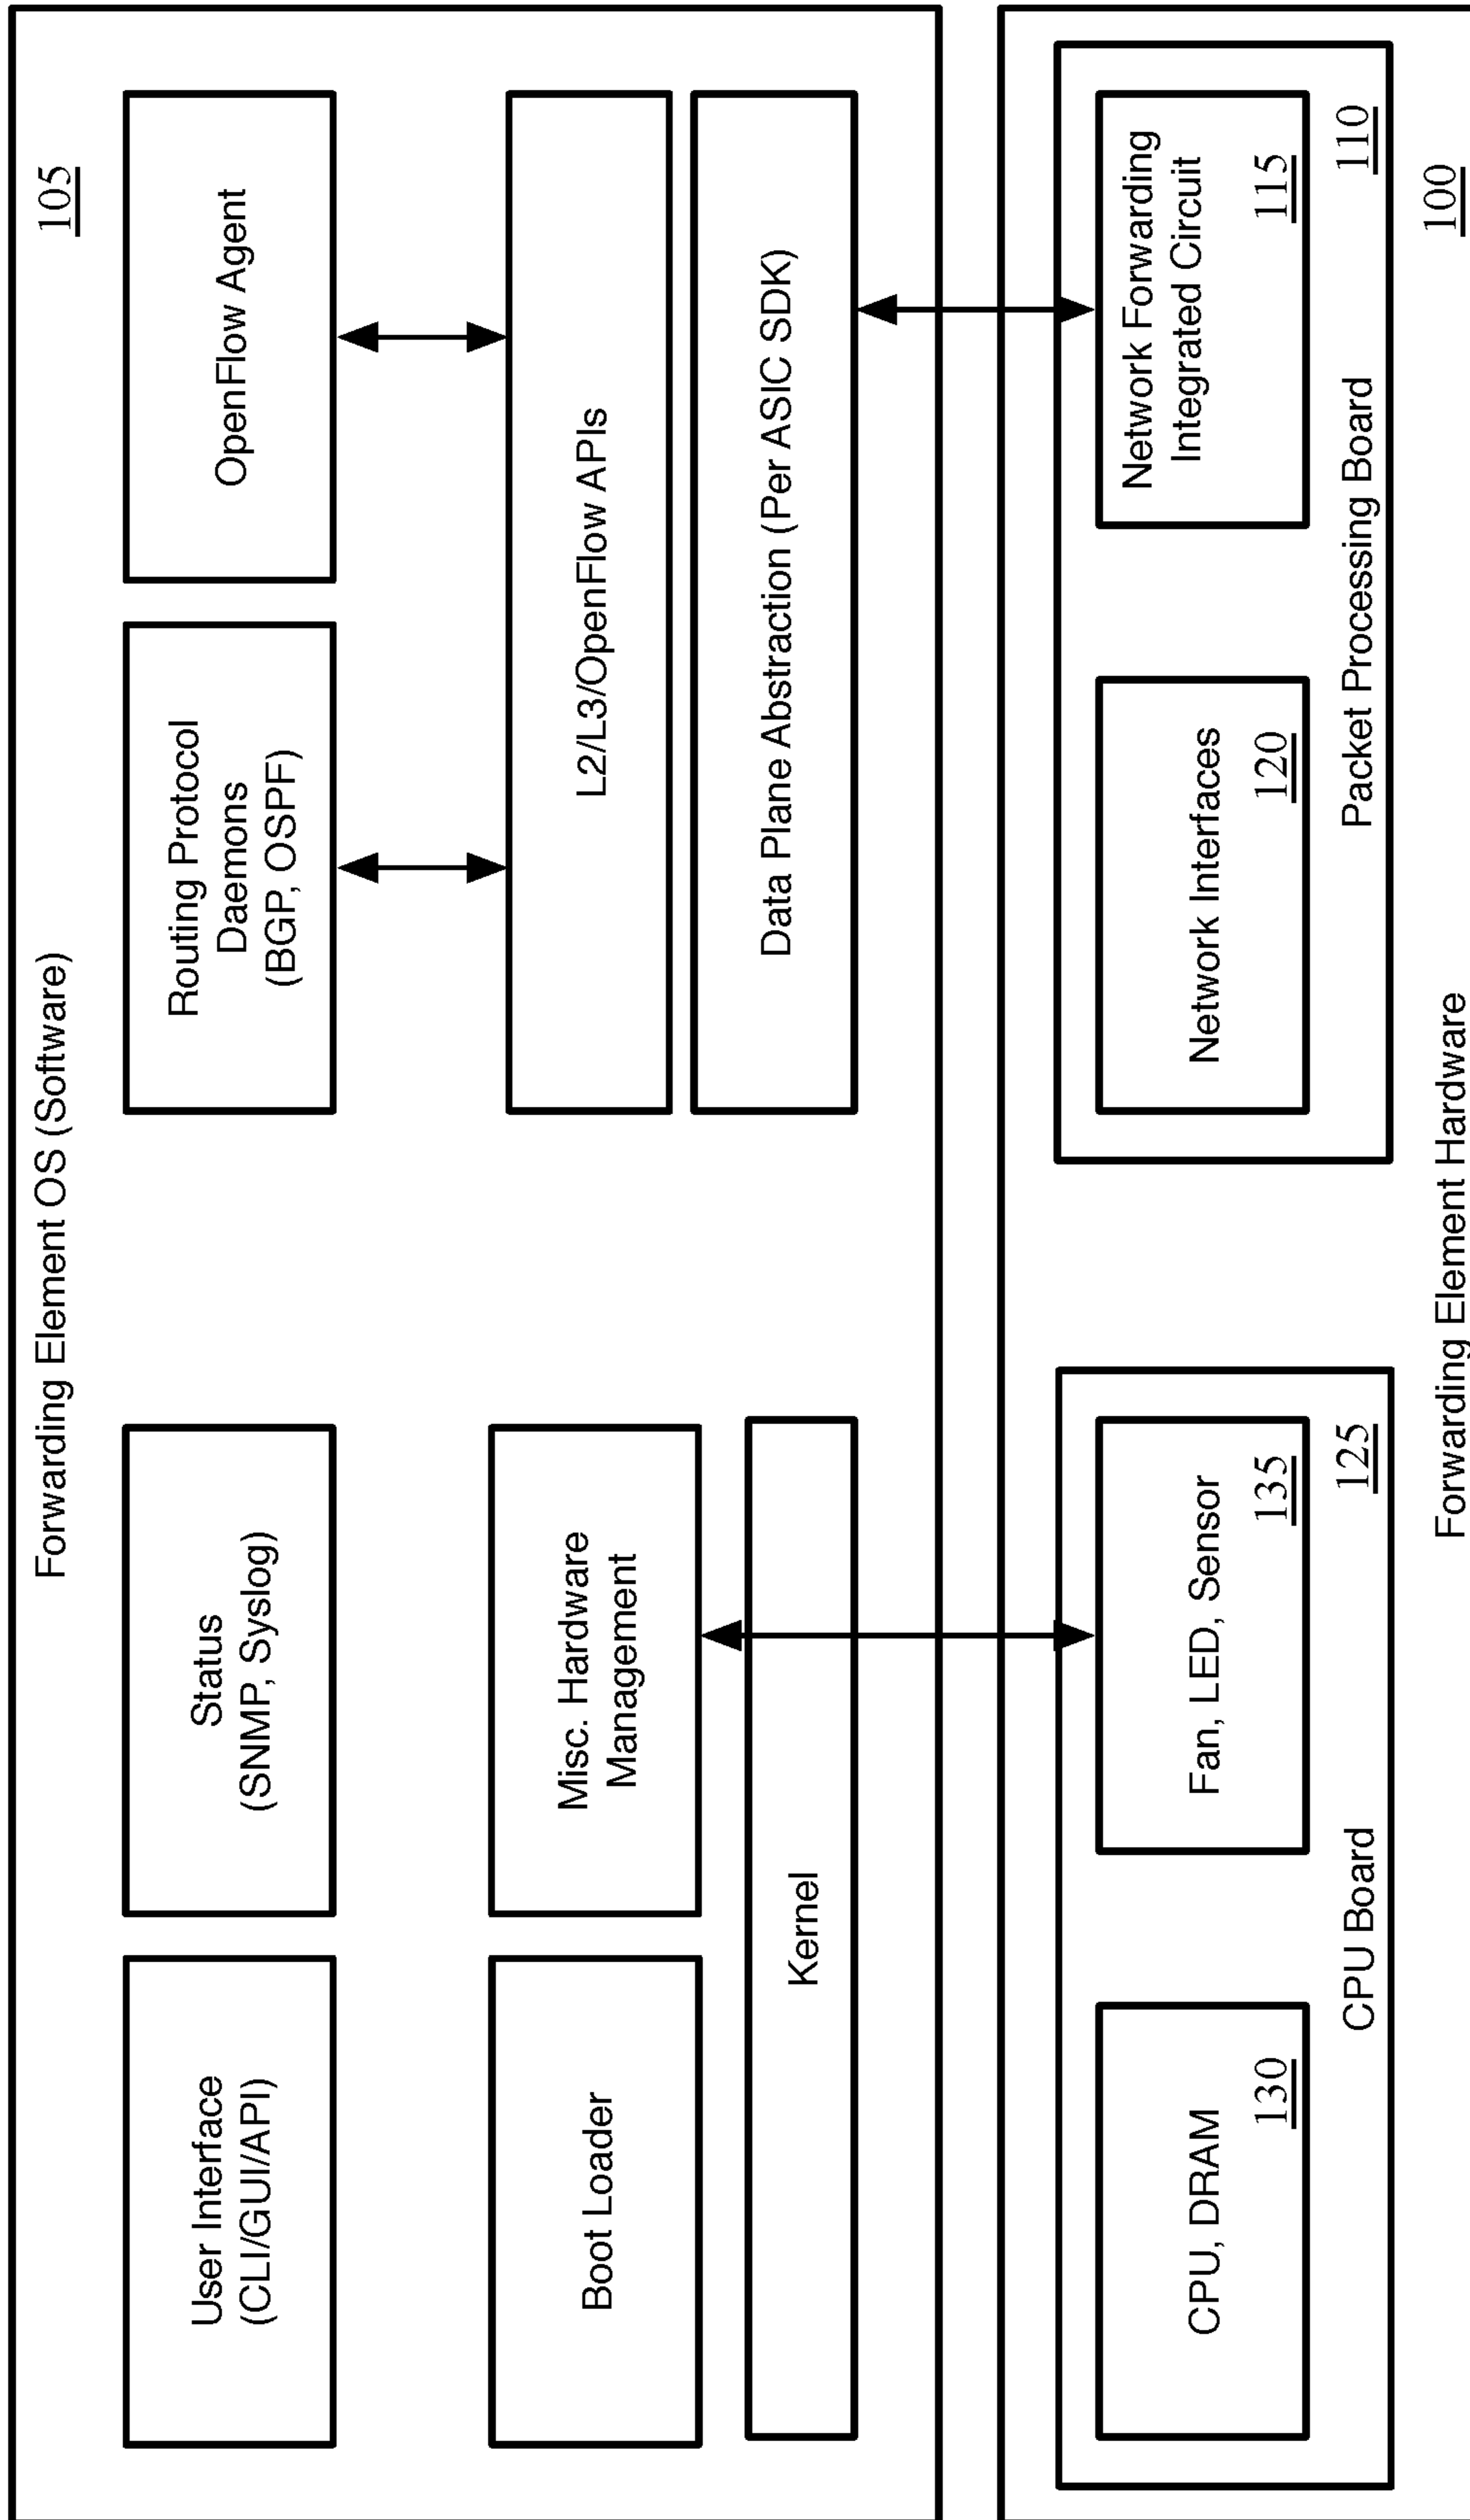 Forwarding Element OS (Software)
105
User Interface
(CLI/GUI/API)
Status
(SNMP, Syslog)
Routing Protocol
Daemons
(BGP, OSPF)
OpenFlow Agent
Boot Loader
Misc. Hardware
Management
L2/L3/OpenFlow APIs
Kernel
Data Plane Abstraction (Per ASIC SDK)
CPU, DRAM
130
Fan, LED, Sensor
135
CPU Board
125
Network Interfaces
120
Network Forwarding
Integrated Circuit
115
Packet Processing Board
110
Forwarding Element Hardware
100